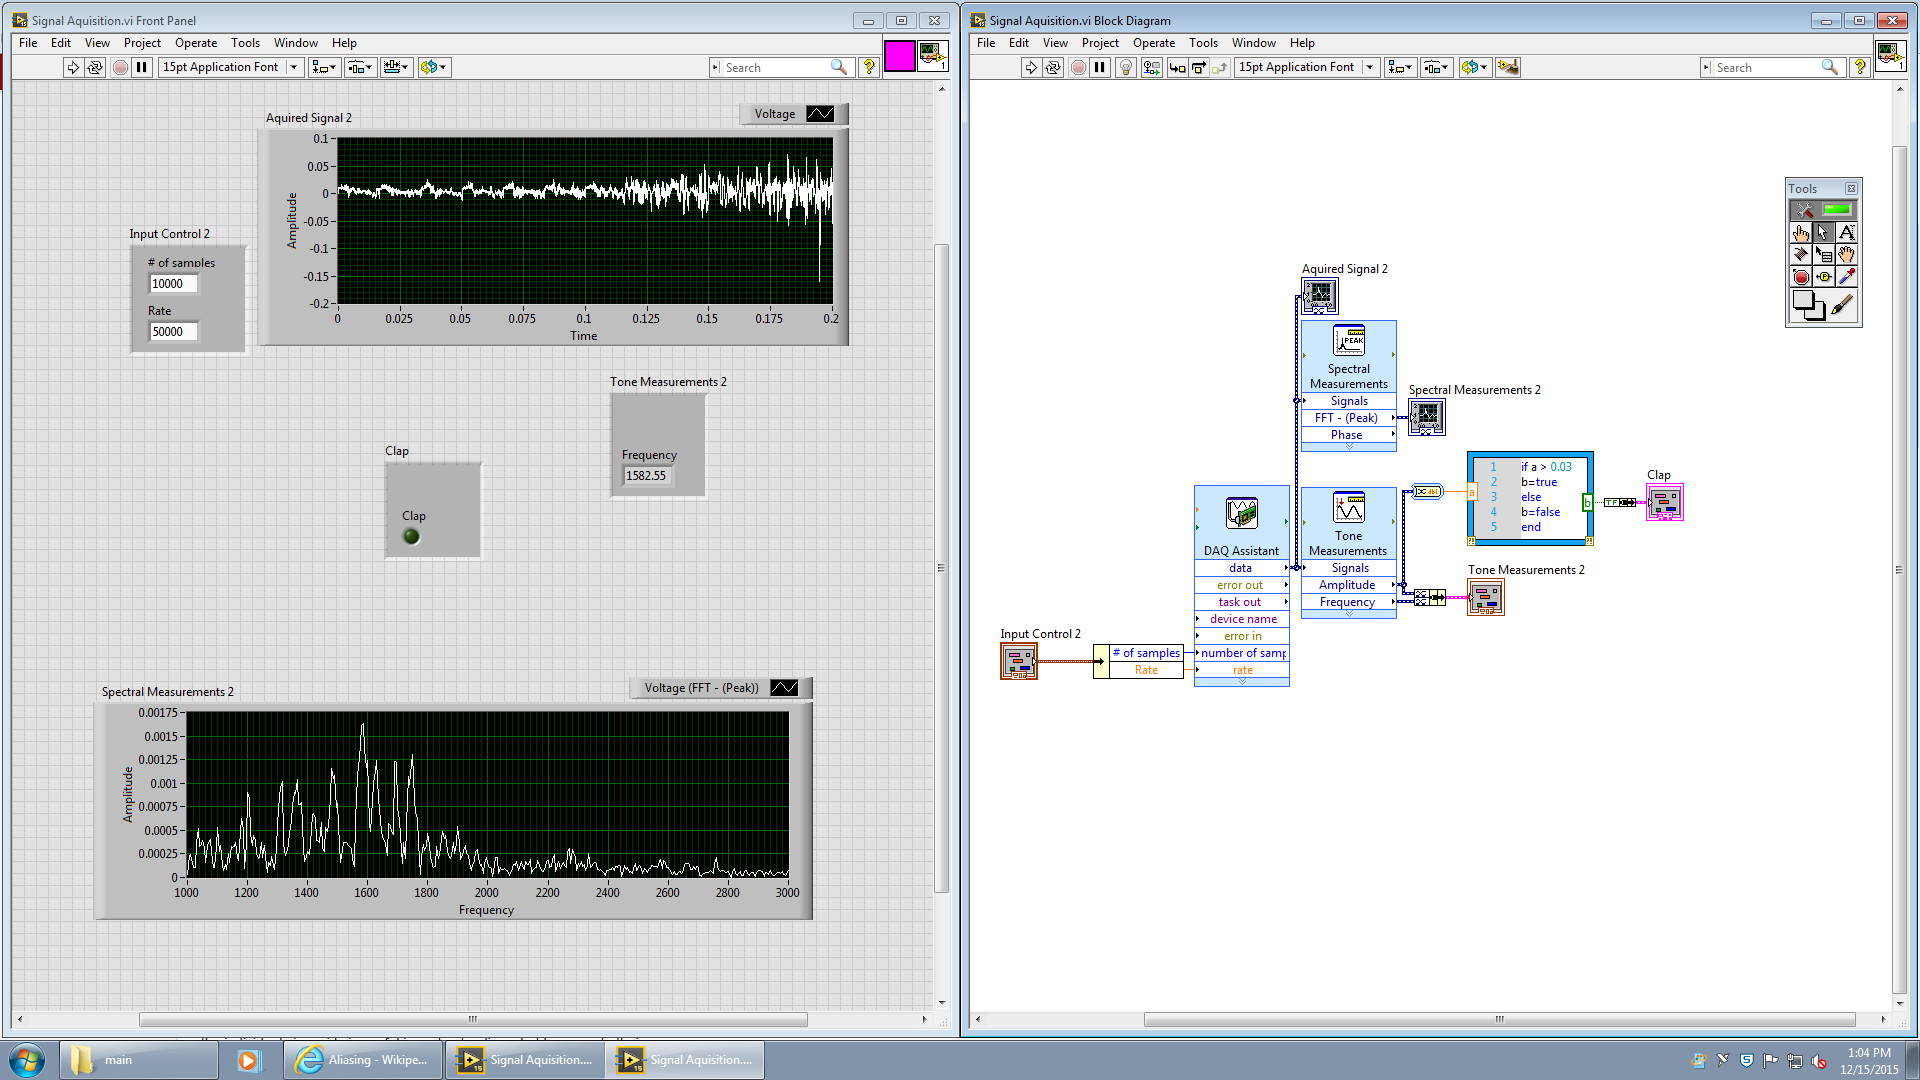 Signal Aquisition.vi Front Panel
File Edit View Project Operate Tools Window Help
15pt Application Font
Search
?
1
Aquired Signal 2
Voltage
Amplitude
0.1
0.05
0
-0.05
-0.1
-0.15
-0.2
0 0.025 0.05 0.075 0.1 0.125 0.15 0.175 0.2
Time
Input Control 2
# of samples
10000
Rate
50000
Tone Measurements 2
Frequency
1582.55
Clap
Clap
Spectral Measurements 2
Voltage (FFT - (Peak))
Amplitude
0.00175
0.0015
0.00125
0.001
0.00075
0.0005
0.00025
0
1000 1200 1400 1600 1800 2000 2200 2400 2600 2800 3000
Frequency
Signal Aquisition.vi Block Diagram
File Edit View Project Operate Tools Window Help
15pt Application Font
Search
?
1
Tools
Aquired Signal 2
PEAK
Spectral
Measurements
Signals
FFT - (Peak)
Phase
Spectral Measurements 2
1 if a > 0.03
2 b=true
3 else
4 b=false
5 end
a
b
dbl
TF
Clap
DAQ Assistant
data
error out
task out
device name
error in
number of samp
rate
Tone
Measurements
Signals
Amplitude
Frequency
Tone Measurements 2
Input Control 2
# of samples
Rate
main
Aliasing - Wikipe...
Signal Aquisition....
Signal Aquisition....
1:04 PM
12/15/2015